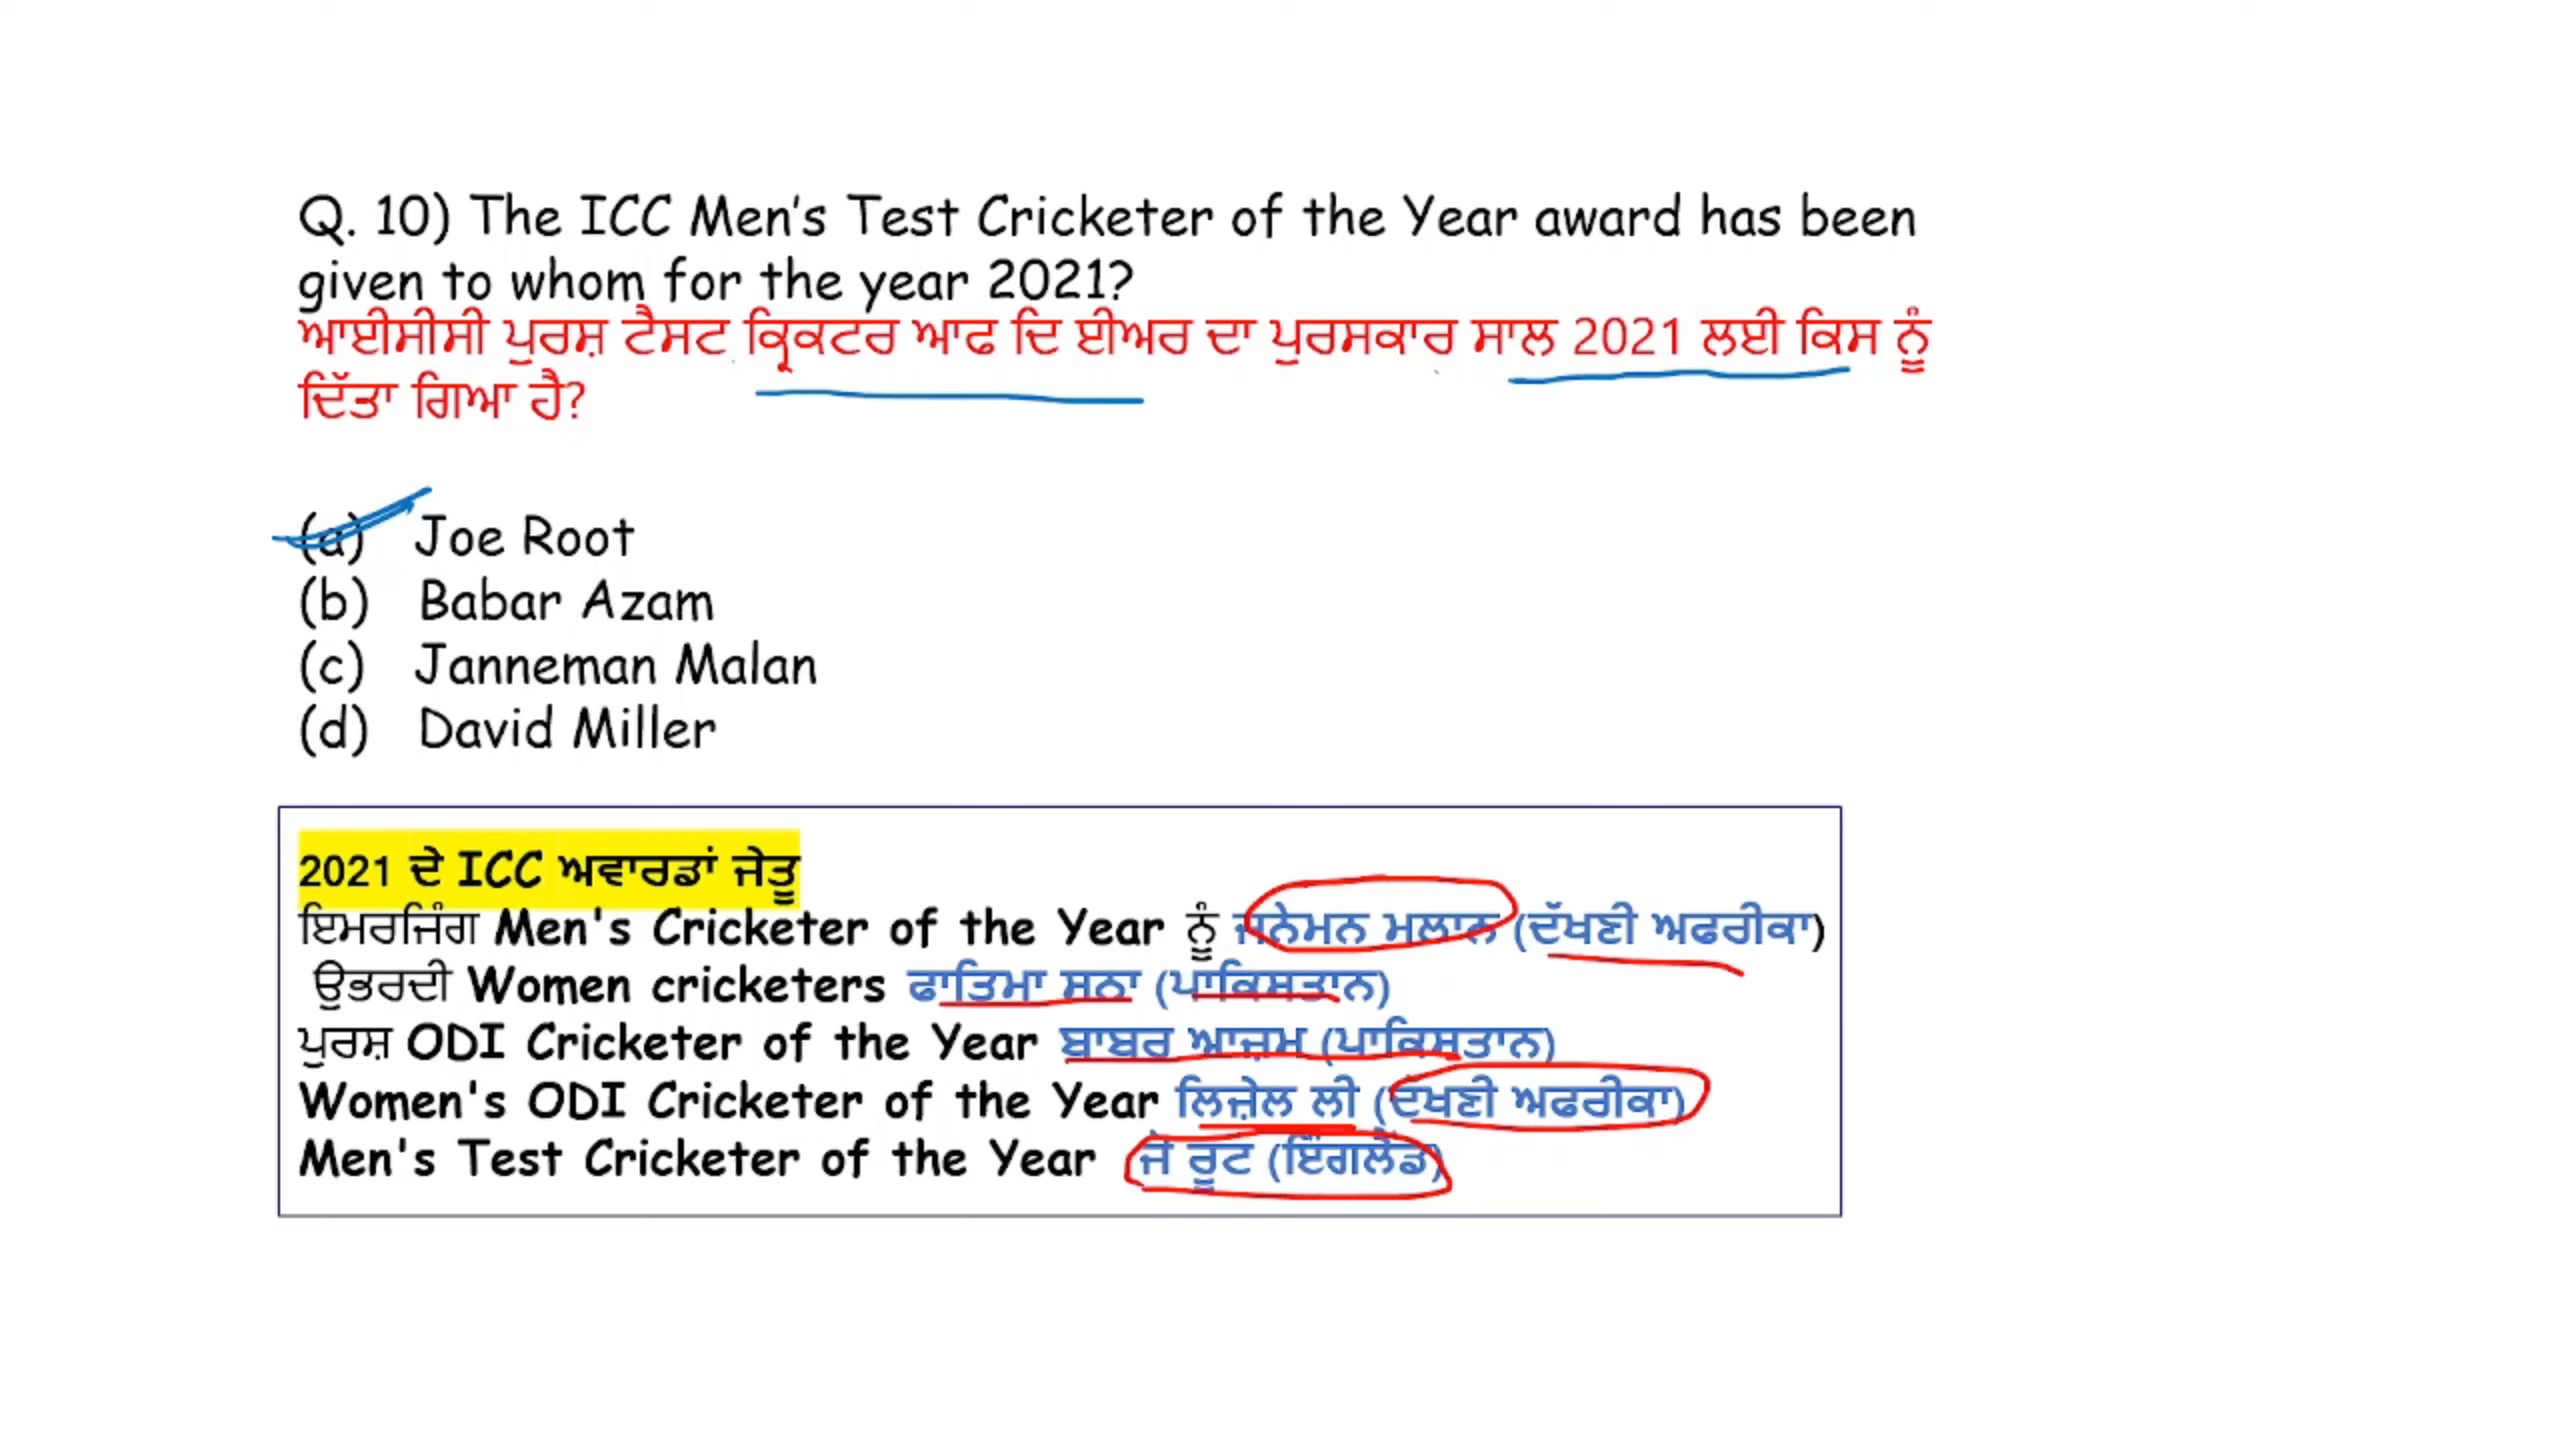 Q. 10) The ICC Men's Test Cricketer of the Year award has been
given to whom for the year 2021?
ਆਈਸੀਸੀ ਪੁਰਸ਼ ਟੈਸਟ ਕ੍ਰਿਕਟਰ ਆਫ ਦਿ ਈਅਰ ਦਾ ਪੁਰਸਕਾਰ ਸਾਲ 2021 ਲਈ ਕਿਸ ਨੂੰ
ਦਿੱਤਾ ਗਿਆ ਹੈ?
(a) Joe Root
(b) Babar Azam
(c) Janneman Malan
(d) David Miller
2021 ਦੇ ICC ਅਵਾਰਡਾਂ ਜੇਤੂ
ਇਮਰਜਿੰਗ Men's Cricketer of the Year ਨੂੰ ਜਨੇਮਨ ਮਲਾਨ (ਦੱਖਣੀ ਅਫਰੀਕਾ)
ਉਭਰਦੀ Women cricketers ਫਾਤਿਮਾ ਸਨਾ (ਪਾਕਿਸਤਾਨ)
ਪੁਰਸ਼ ODI Cricketer of the Year ਬਾਬਰ ਆਜ਼ਮ (ਪਾਕਿਸਤਾਨ)
Women's ODI Cricketer of the Year ਲਿਜ਼ੇਲ ਲੀ (ਦੱਖਣੀ ਅਫਰੀਕਾ)
Men's Test Cricketer of the Year ਜੋ ਰੂਟ (ਇੰਗਲੈਂਡ)